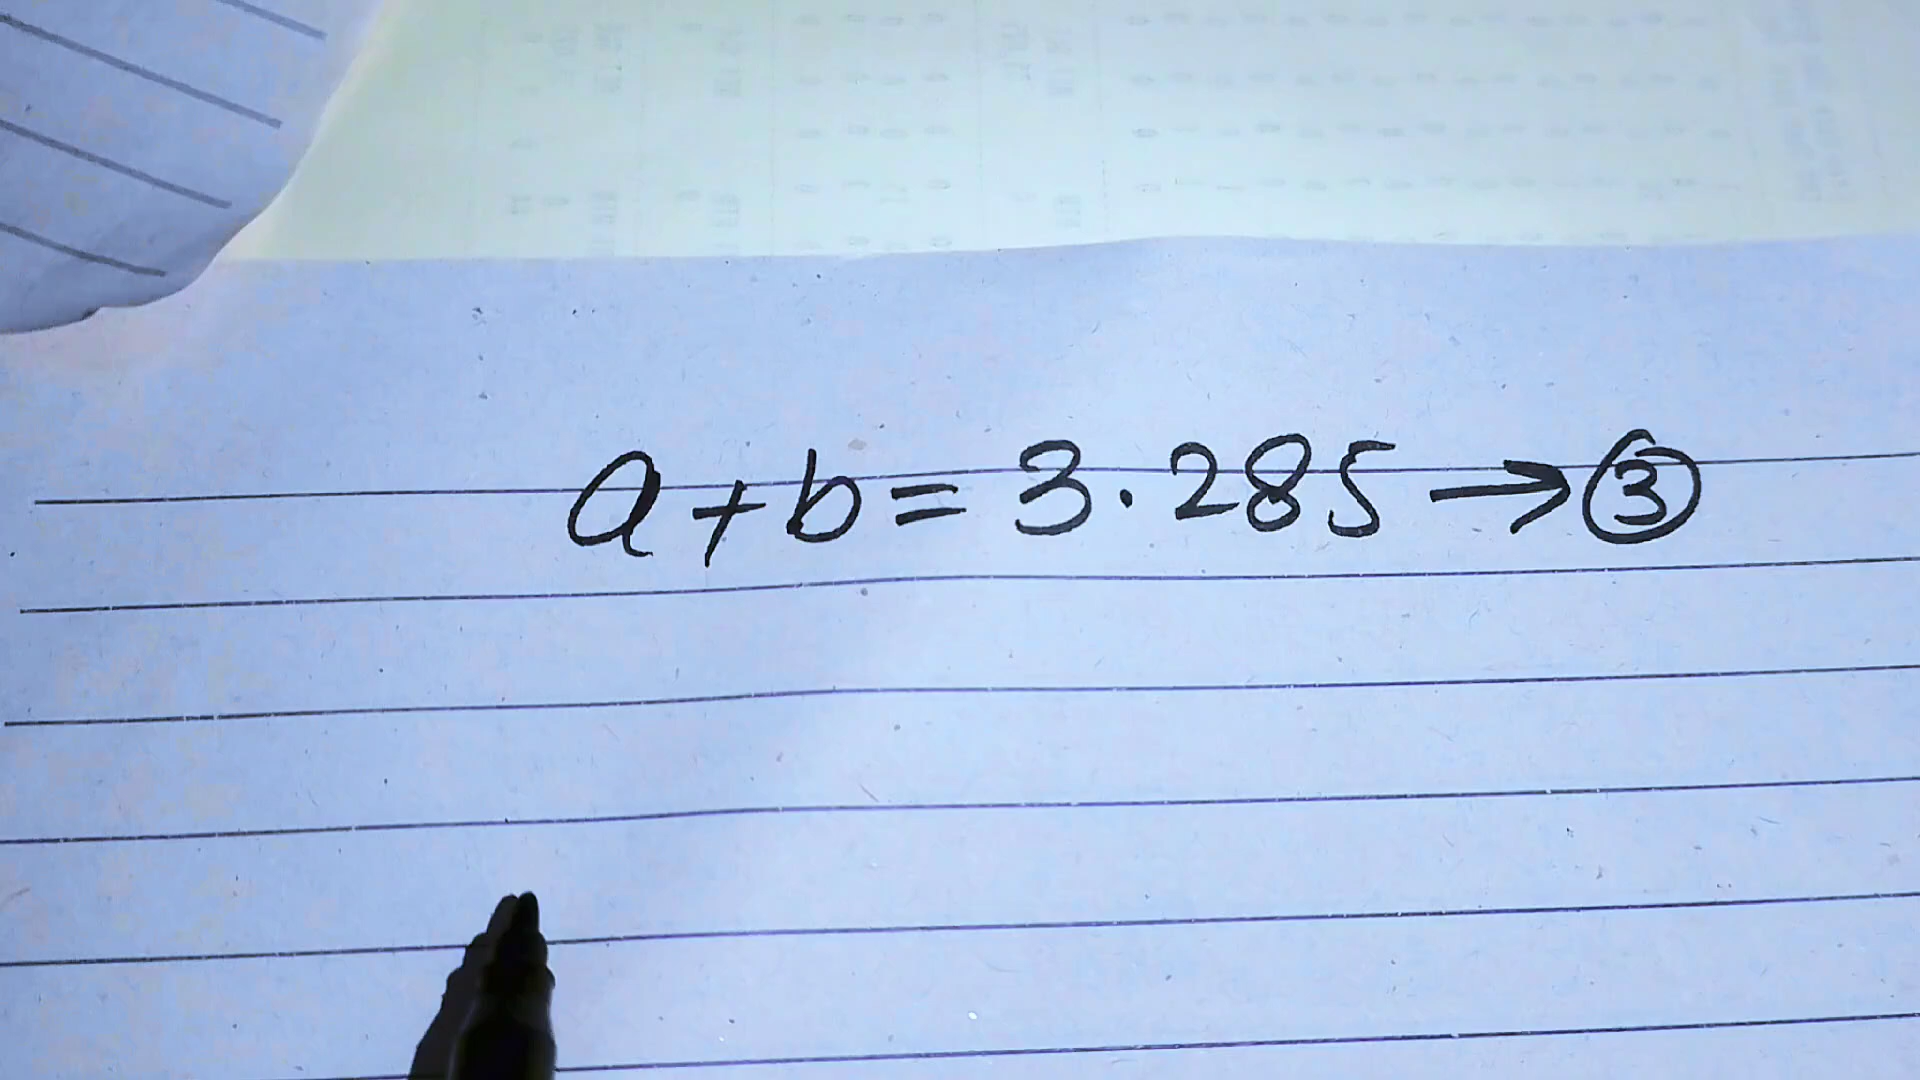 a+b= 3.285 → ③